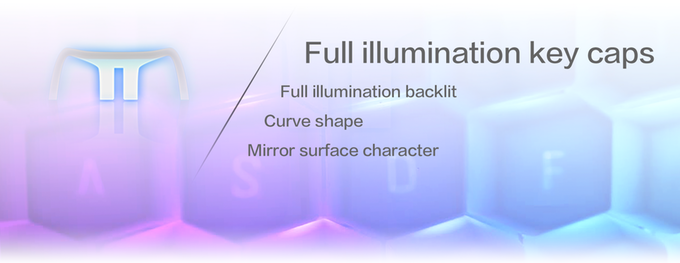 Full illumination key caps
Full illumination backlit
Curve shape
Mirror surface character
A S D F